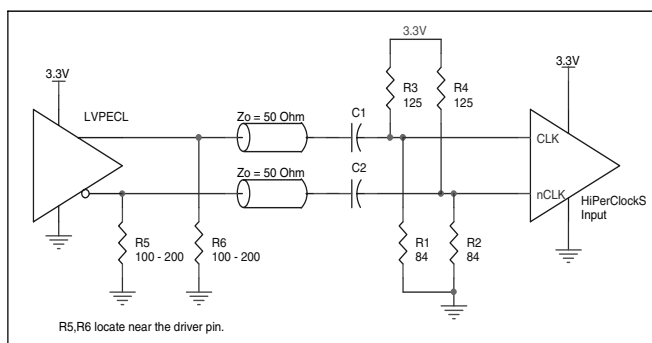 3.3V
R3
125
R4
125
3.3V
3.3V
LVPECL
Zo = 50 Ohm
C1
CLK
Zo = 50 Ohm
C2
nCLK
HiPerClockS
Input
R5
100 - 200
R6
100 - 200
R1
84
R2
84
R5,R6 locate near the driver pin.